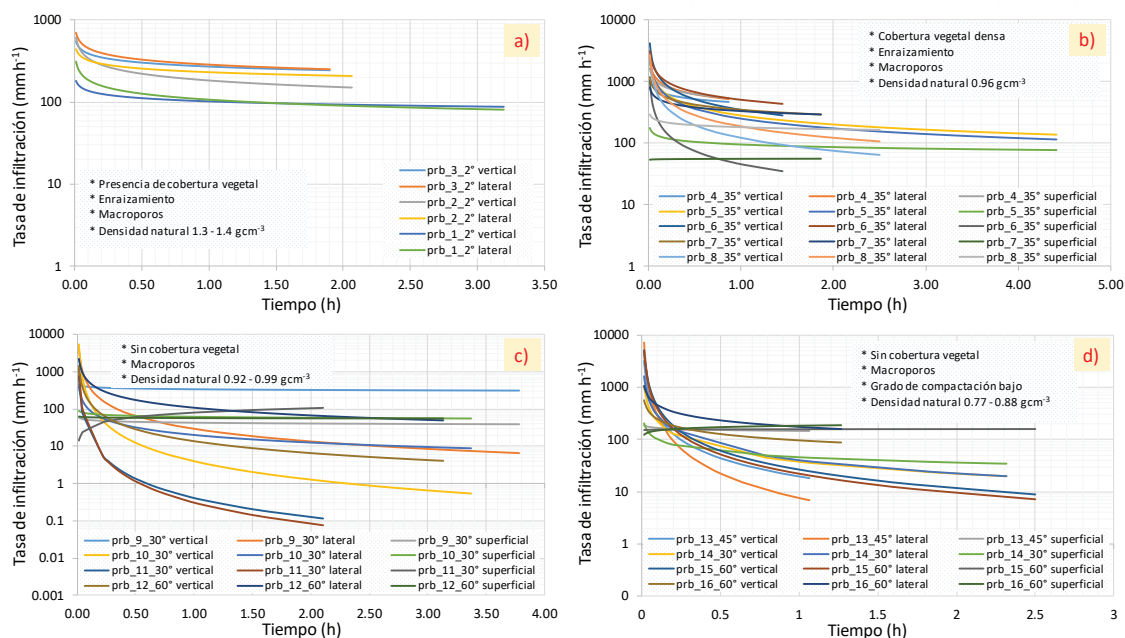 a)
Tasa de infiltración (mm h⁻¹)
1000
100
10
1
* Presencia de cobertura vegetal
* Enraizamiento
* Macroporos
* Densidad natural 1.3 - 1.4 gcm⁻³
prb_3_2° vertical
prb_3_2° lateral
prb_2_2° vertical
prb_2_2° lateral
prb_1_2° vertical
prb_1_2° lateral
0.00 0.50 1.00 1.50 2.00 2.50 3.00 3.50
Tiempo (h)
b)
Tasa de infiltración (mm h⁻¹)
10000
1000
100
10
1
* Cobertura vegetal densa
* Enraizamiento
* Macroporos
* Densidad natural 0.96 gcm⁻³
prb_4_35° vertical prb_4_35° lateral prb_4_35° superficial
prb_5_35° vertical prb_5_35° lateral prb_5_35° superficial
prb_6_35° vertical prb_6_35° lateral prb_6_35° superficial
prb_7_35° vertical prb_7_35° lateral prb_7_35° superficial
prb_8_35° vertical prb_8_35° lateral prb_8_35° superficial
0.00 1.00 2.00 3.00 4.00 5.00
Tiempo (h)
c)
Tasa de infiltración (mm h⁻¹)
10000
1000
100
10
1
0.1
0.001
* Sin cobertura vegetal
* Macroporos
* Densidad natural 0.92 - 0.99 gcm⁻³
prb_9_30° vertical prb_9_30° lateral prb_9_30° superficial
prb_10_30° vertical prb_10_30° lateral prb_10_30° superficial
prb_11_30° vertical prb_11_30° lateral prb_11_30° superficial
prb_12_60° vertical prb_12_60° lateral prb_12_60° superficial
0.00 0.50 1.00 1.50 2.00 2.50 3.00 3.50 4.00
Tiempo (h)
d)
Tasa de infiltración (mm h⁻¹)
10000
1000
100
10
1
0
* Sin cobertura vegetal
* Macroporos
* Grado de compactación bajo
* Densidad natural 0.77 - 0.88 gcm⁻³
prb_13_45° vertical prb_13_45° lateral prb_13_45° superficial
prb_14_30° vertical prb_14_30° lateral prb_14_30° superficial
prb_15_60° vertical prb_15_60° lateral prb_15_60° superficial
prb_16_60° vertical prb_16_60° lateral prb_16_60° superficial
0 0.5 1 1.5 2 2.5 3
Tiempo (h)